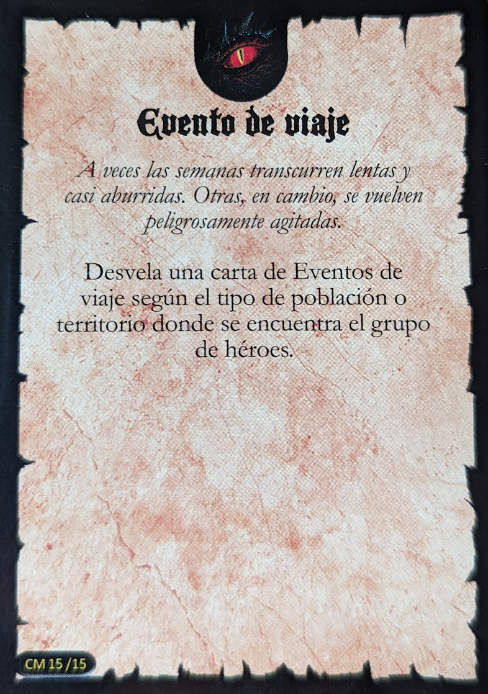 Evento de viaje
A veces las semanas transcurren lentas y
casi aburridas. Otras, en cambio, se vuelven
peligrosamente agitadas.
Desvela una carta de Eventos de
viaje según el tipo de población o
territorio donde se encuentra el grupo
de héroes.
CM 15 /15